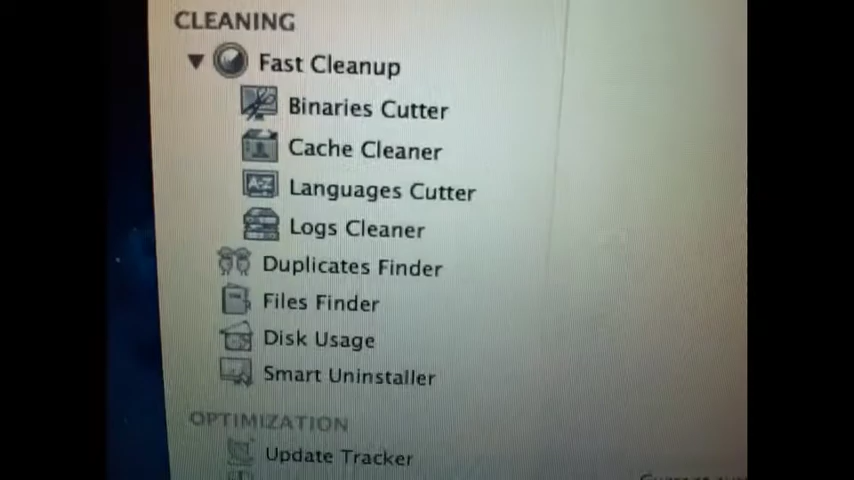 CLEANING
Fast Cleanup
Binaries Cutter
Cache Cleaner
Languages Cutter
Logs Cleaner
Duplicates Finder
Files Finder
Disk Usage
Smart Uninstaller
OPTIMIZATION
Update Tracker